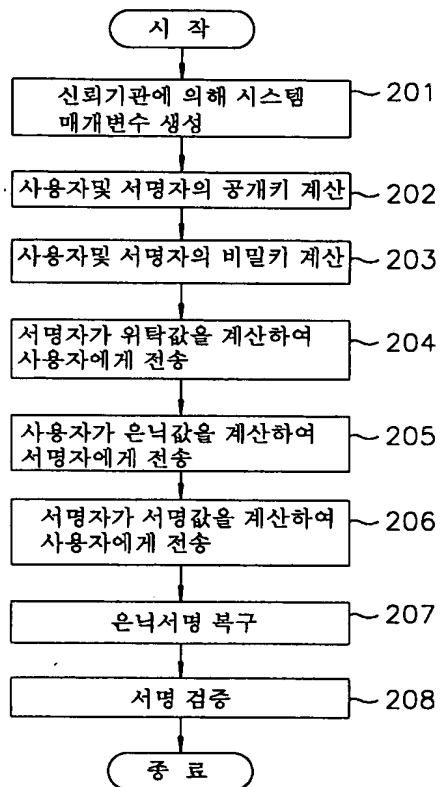 시 작
신뢰기관에 의해 시스템
매개변수 생성
201
사용자및 서명자의 공개키 계산
202
사용자및 서명자의 비밀키 계산
203
서명자가 위탁값을 계산하여
사용자에게 전송
204
사용자가 은닉값을 계산하여
서명자에게 전송
205
서명자가 서명값을 계산하여
사용자에게 전송
206
은닉서명 복구
207
서명 검증
208
종 료